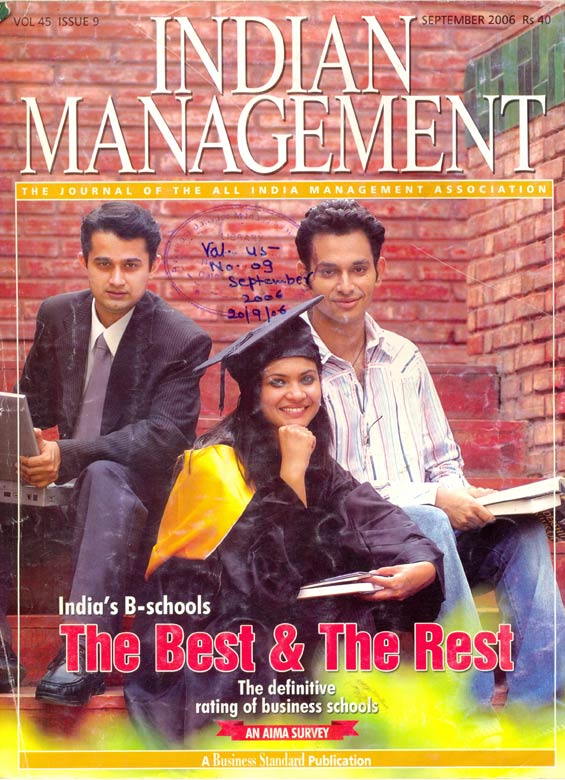 VOL 45 ISSUE 9
SEPTEMBER 2006 Rs 40
INDIAN
MANAGEMENT
THE JOURNAL OF THE ALL INDIA MANAGEMENT ASSOCIATION
LIBRARY
Vol. 45
No. 09
September
2006
20/9/06
India's B-schools
The Best & The Rest
The definitive
rating of business schools
AN AIMA SURVEY
A Business Standard Publication